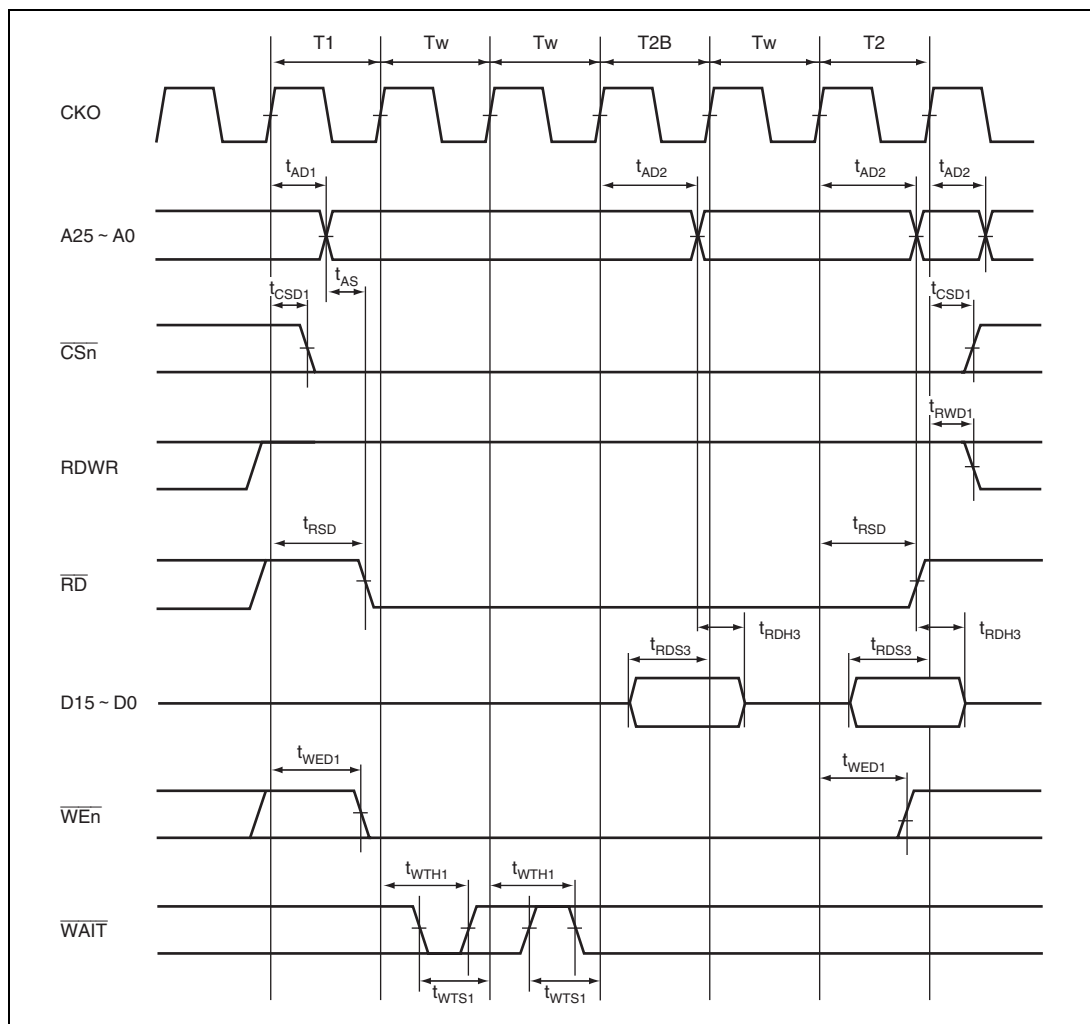 T1 Tw Tw T2B Tw T2
CKO
tAD1 tAD2 tAD2 tAD2
A25 ~ A0
tAS
tCSD1 tCSD1
CSn
tRWD1
RDWR
tRSD tRSD
RD
tRDH3 tRDH3
tRDS3 tRDS3
D15 ~ D0
tWED1 tWED1
WEn
tWTH1 tWTH1
WAIT
tWTS1 tWTS1